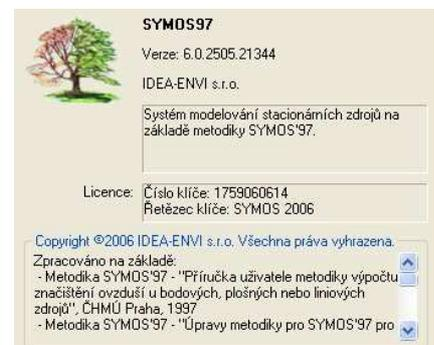 SYMOS97
Verze: 6.0.2505.21344
IDEA-ENVI s.r.o.
Systém modelování stacionárních zdrojů na
základě metodiky SYMOS'97.
Licence: Číslo klíče: 1759060614
Řetězec klíče: SYMOS 2006
Copyright ©2006 IDEA-ENVI s.r.o. Všechna práva vyhrazena.
Zpracováno na základě:
- Metodika SYMOS'97 - "Příručka uživatele metodiky výpočtu
značištění ovzduší u bodových, plošných nebo liniových
zdrojů", ČHMÚ Praha, 1997
- Metodika SYMOS'97 - "Úpravy metodiky pro SYMOS'97 pro